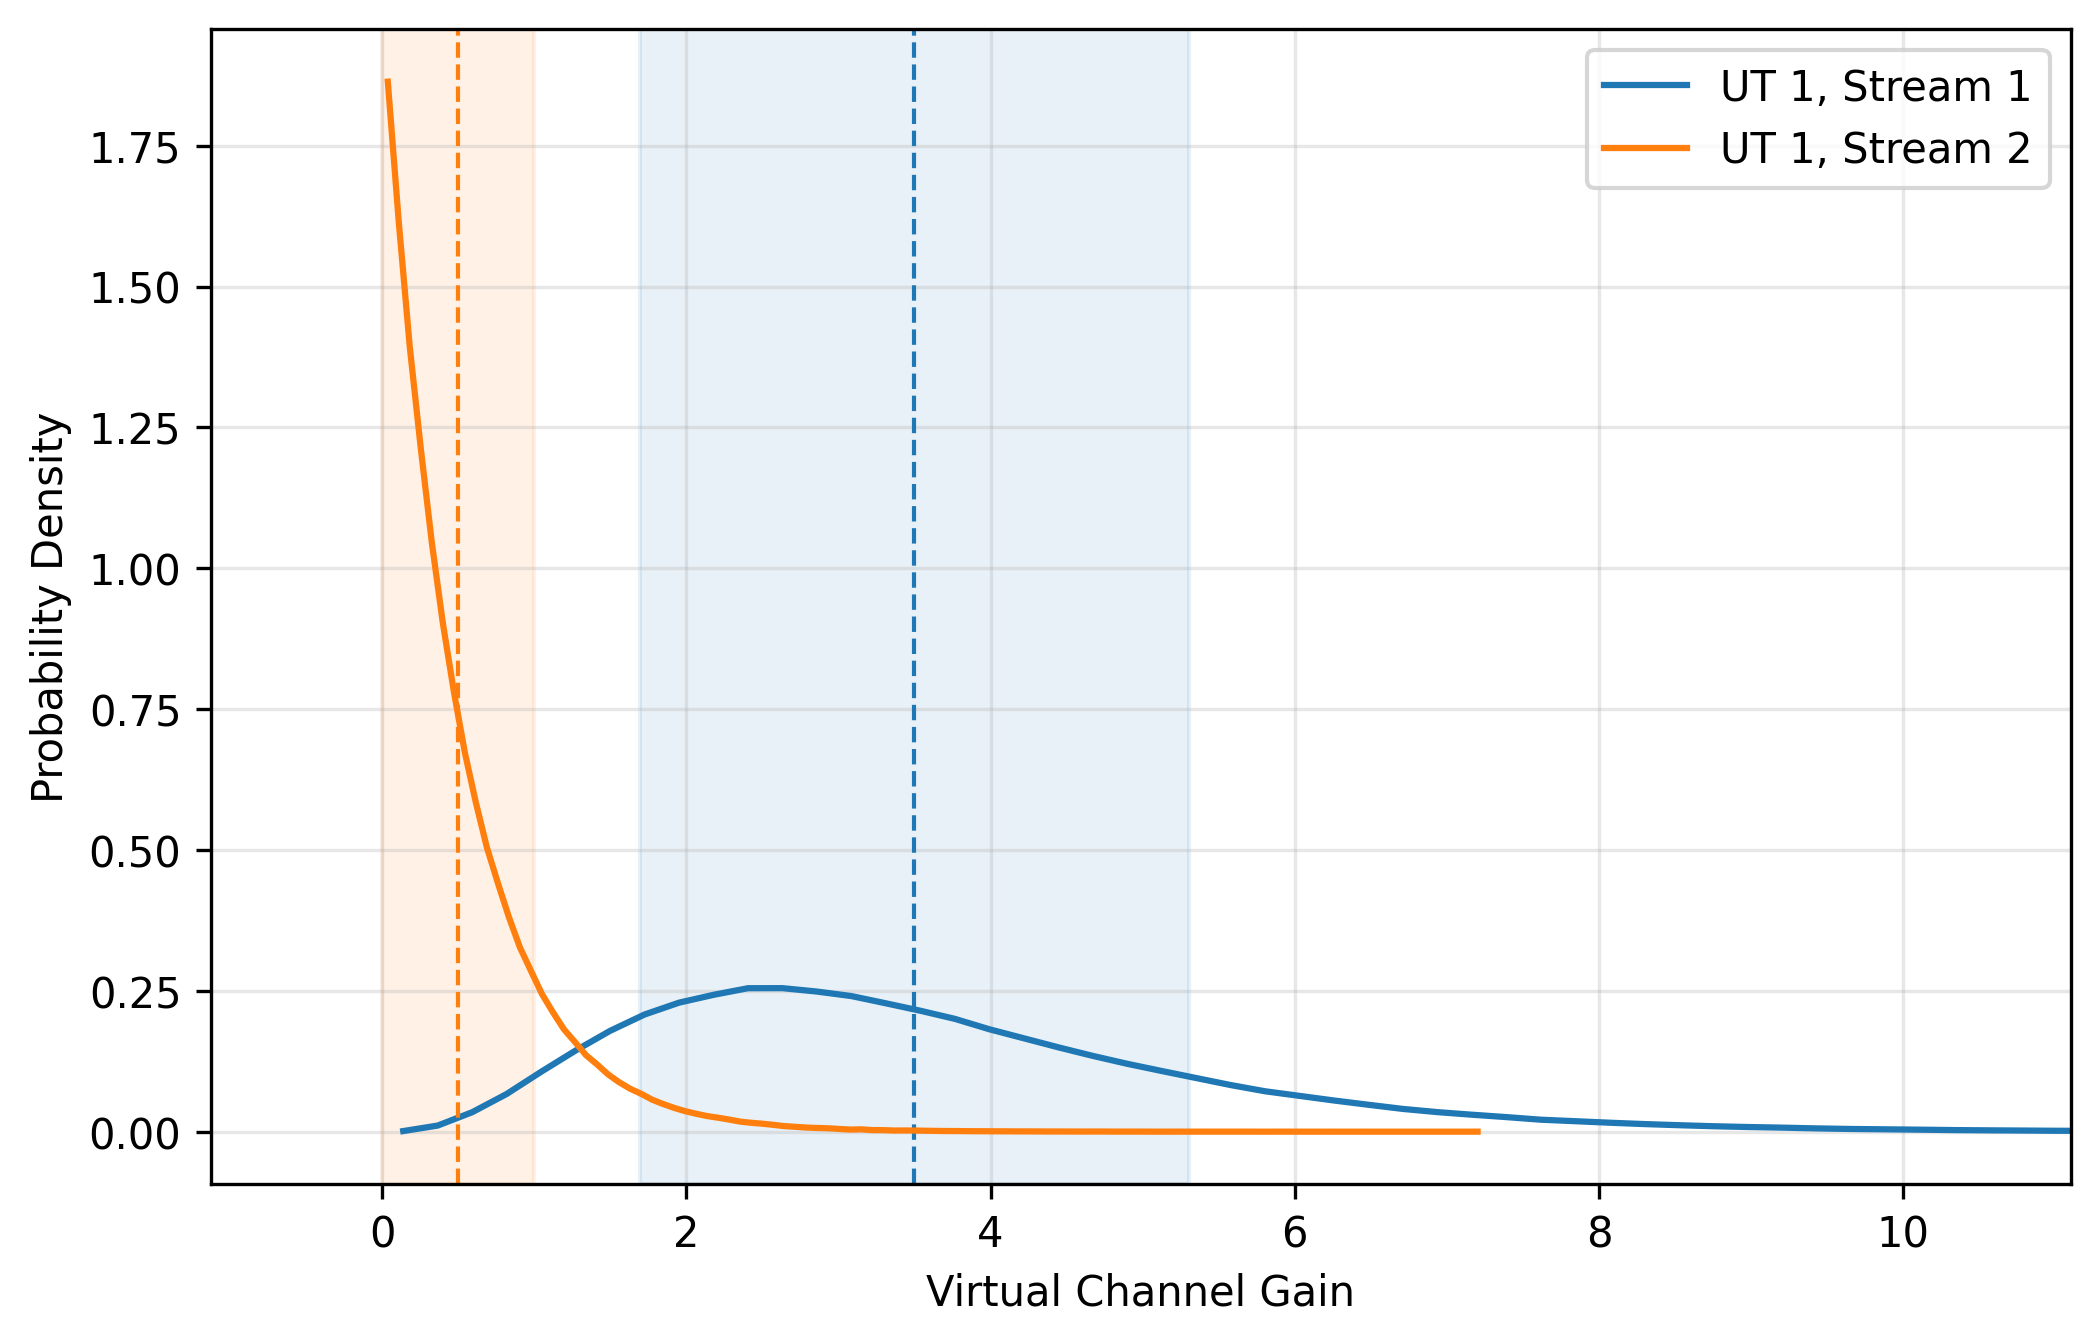 UT 1, Stream 1
UT 1, Stream 2
1.75
1.50
1.25
1.00
0.75
0.50
0.25
0.00
Probability Density
0 2 4 6 8 10
Virtual Channel Gain